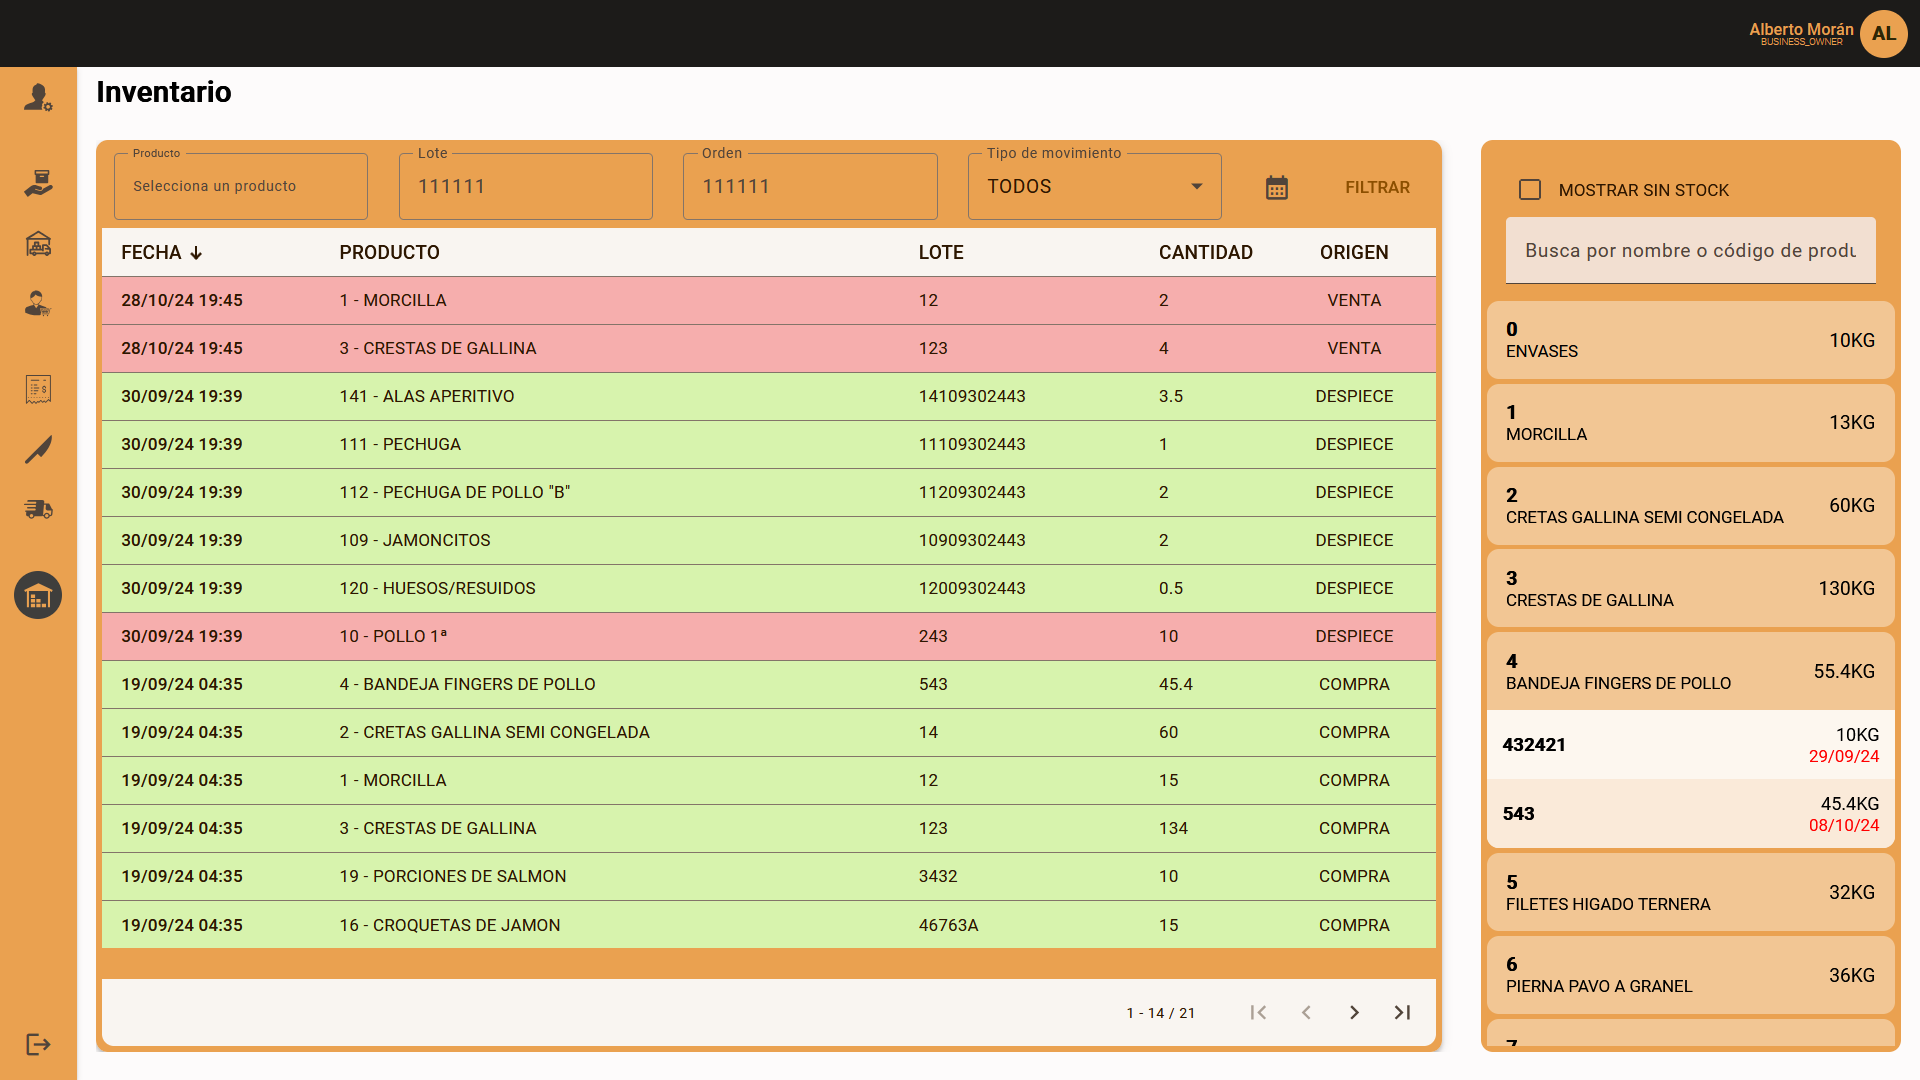 Alberto Morán
BUSINESS_OWNER
AL
Inventario
Producto
Selecciona un producto
Lote
111111
Orden
111111
Tipo de movimiento
TODOS
FILTRAR
FECHA PRODUCTO LOTE CANTIDAD ORIGEN
28/10/24 19:45 1 - MORCILLA 12 2 VENTA
28/10/24 19:45 3 - CRESTAS DE GALLINA 123 4 VENTA
30/09/24 19:39 141 - ALAS APERITIVO 14109302443 3.5 DESPIECE
30/09/24 19:39 111 - PECHUGA 11109302443 1 DESPIECE
30/09/24 19:39 112 - PECHUGA DE POLLO "B" 11209302443 2 DESPIECE
30/09/24 19:39 109 - JAMONCITOS 10909302443 2 DESPIECE
30/09/24 19:39 120 - HUESOS/RESUIDOS 12009302443 0.5 DESPIECE
30/09/24 19:39 10 - POLLO 1ª 243 10 DESPIECE
19/09/24 04:35 4 - BANDEJA FINGERS DE POLLO 543 45.4 COMPRA
19/09/24 04:35 2 - CRETAS GALLINA SEMI CONGELADA 14 60 COMPRA
19/09/24 04:35 1 - MORCILLA 12 15 COMPRA
19/09/24 04:35 3 - CRESTAS DE GALLINA 123 134 COMPRA
19/09/24 04:35 19 - PORCIONES DE SALMON 3432 10 COMPRA
19/09/24 04:35 16 - CROQUETAS DE JAMON 46763A 15 COMPRA
1 - 14 / 21
MOSTRAR SIN STOCK
Busca por nombre o código de produ
0
ENVASES
10KG
1
MORCILLA
13KG
2
CRETAS GALLINA SEMI CONGELADA
60KG
3
CRESTAS DE GALLINA
130KG
4
BANDEJA FINGERS DE POLLO
55.4KG
432421
10KG
29/09/24
543
45.4KG
08/10/24
5
FILETES HIGADO TERNERA
32KG
6
PIERNA PAVO A GRANEL
36KG